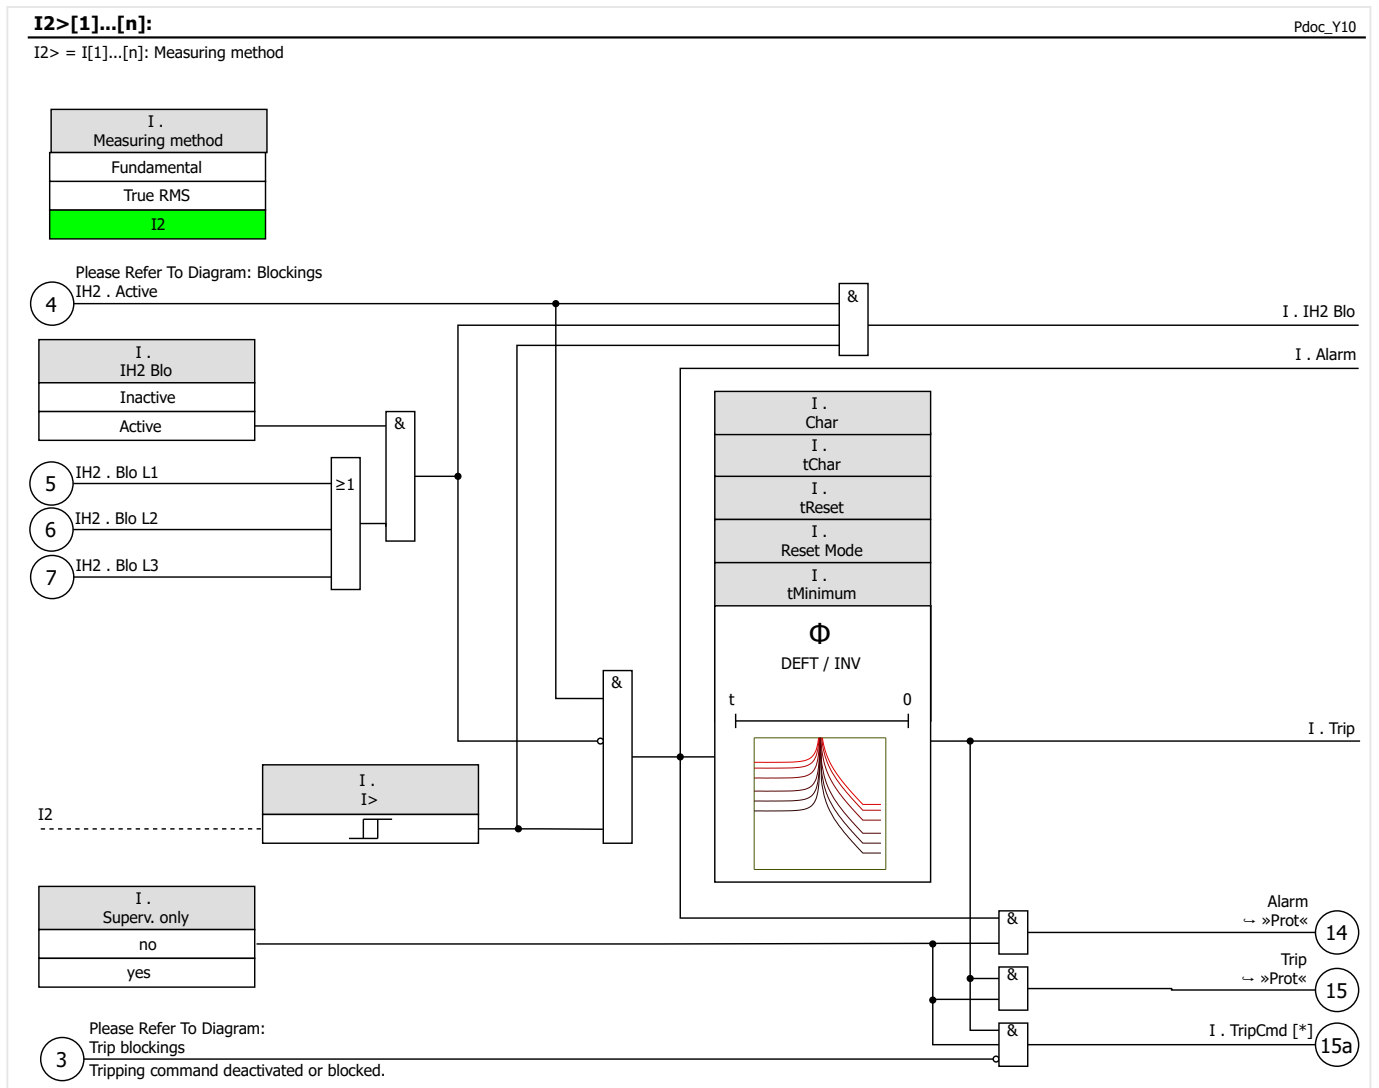 I2>[1]...[n]:
Pdoc_Y10
I2> = I[1]...[n]: Measuring method
I .
Measuring method
Fundamental
True RMS
I2
Please Refer To Diagram: Blockings
4
IH2 . Active
&
I . IH2 Blo
I . Alarm
I .
IH2 Blo
Inactive
Active
&
5
IH2 . Blo L1
≥1
6
IH2 . Blo L2
7
IH2 . Blo L3
I .
Char
I .
tChar
I .
tReset
I .
Reset Mode
I .
tMinimum
Φ
DEFT / INV
t
0
&
I . Trip
I .
I>
I2
I .
Superv. only
no
yes
&
Alarm
↪ »Prot«
14
&
Trip
↪ »Prot«
15
&
I . TripCmd [*]
15a
Please Refer To Diagram:
Trip blockings
3
Tripping command deactivated or blocked.